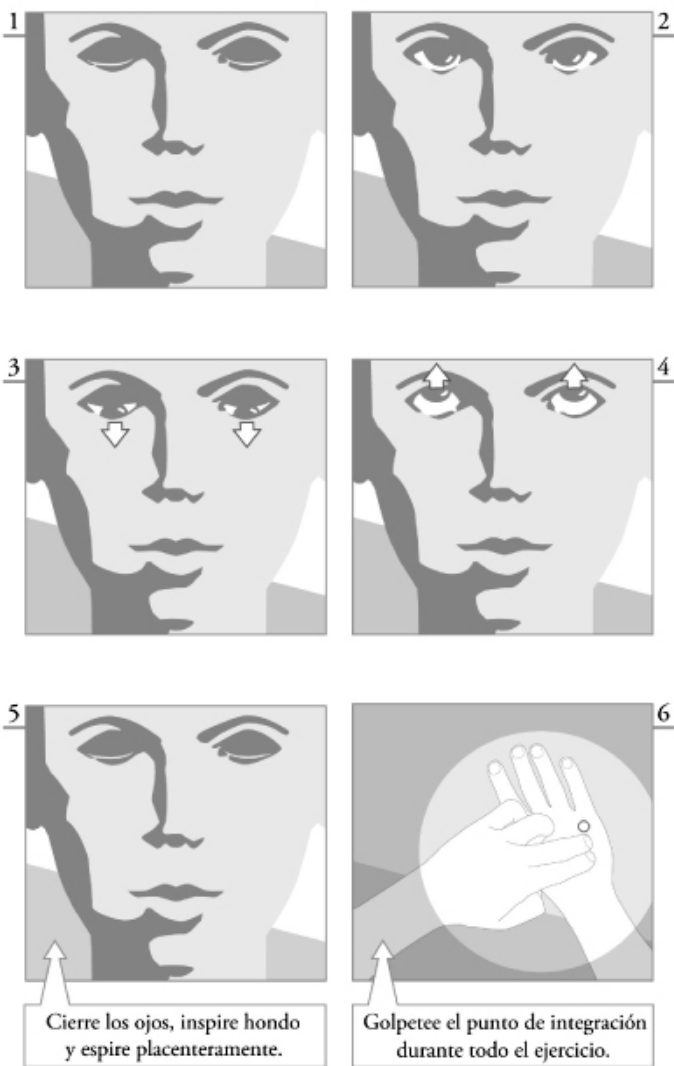 1
2
3
4
5
6
Cierre los ojos, inspire hondo
y espire placenteramente.
Golpetee el punto de integración
durante todo el ejercicio.